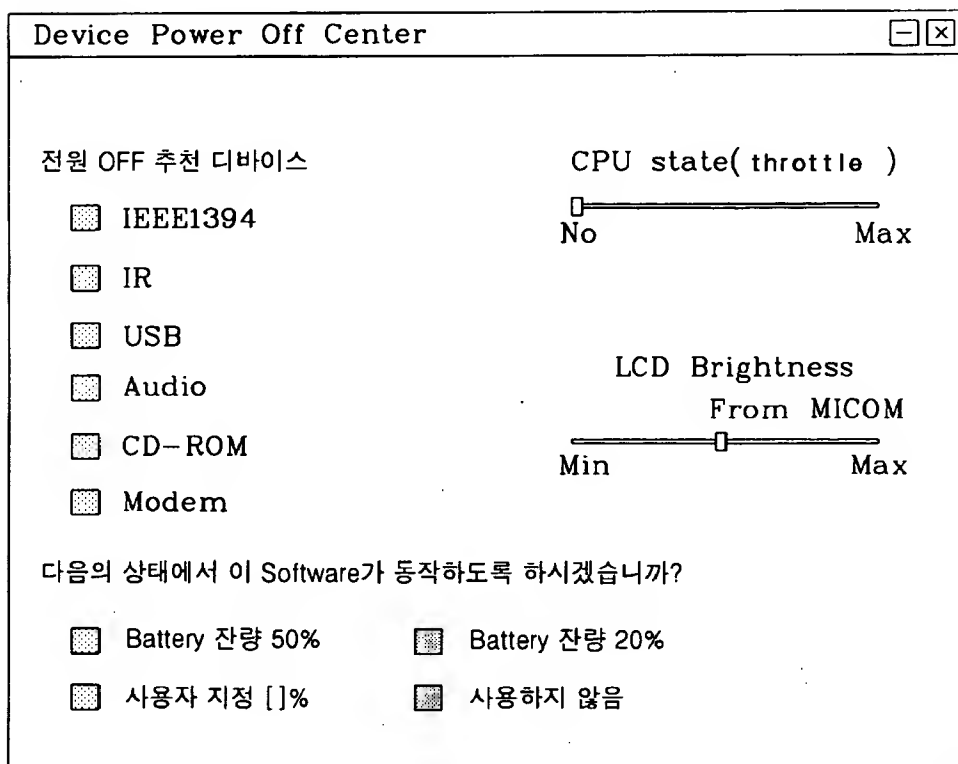 Device Power Off Center
전원 OFF 추천 디바이스
IEEE1394
IR
USB
Audio
CD-ROM
Modem
CPU state( throttle )
No Max
LCD Brightness
From MICOM
Min Max
다음의 상태에서 이 Software가 동작하도록 하시겠습니까?
Battery 잔량 50% Battery 잔량 20%
사용자 지정 [ ]% 사용하지 않음